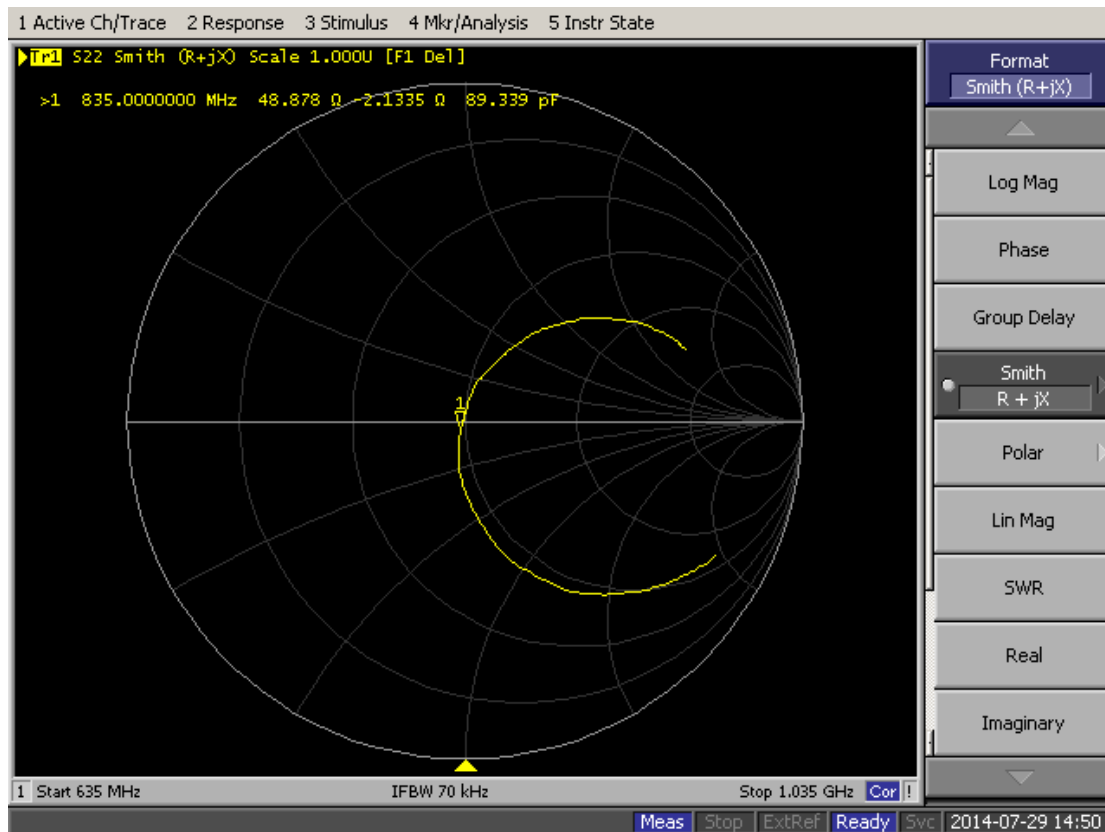 1 Active Ch/Trace 2 Response 3 Stimulus 4 Mkr/Analysis 5 Instr State
Tr1 S22 Smith (R+jX) Scale 1.000U [F1 Del]
>1 835.0000000 MHz 48.878 Ω -2.1335 Ω 89.339 pF
1
Format
Smith (R+jX)
Log Mag
Phase
Group Delay
Smith
R + jX
Polar
Lin Mag
SWR
Real
Imaginary
1 Start 635 MHz IFBW 70 kHz Stop 1.035 GHz Cor !
Meas Stop ExtRef Ready Svc 2014-07-29 14:50